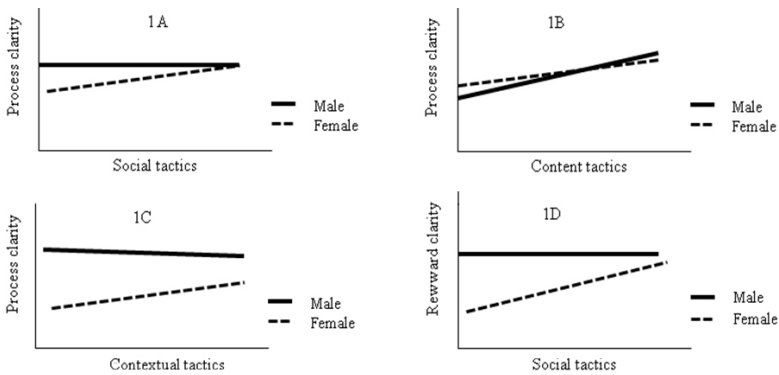 1A
Process clarity
Male
Female
Social tactics
1B
Process clarity
Male
Female
Content tactics
1C
Process clarity
Male
Female
Contextual tactics
1D
Rewward clarity
Male
Female
Social tactics